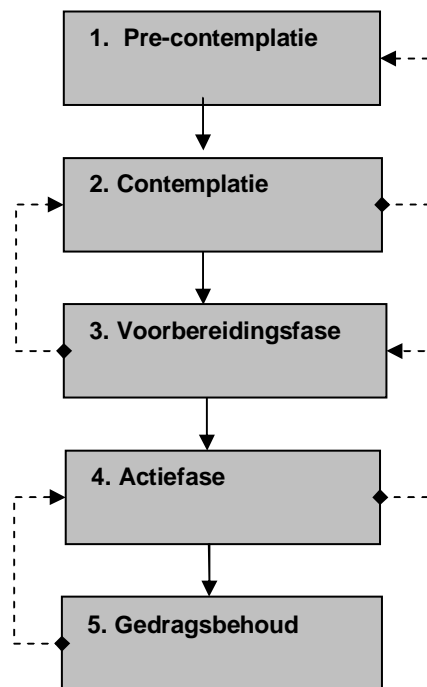 1. Pre-contemplatie
2. Contemplatie
3. Voorbereidingsfase
4. Actiefase
5. Gedragsbehoud